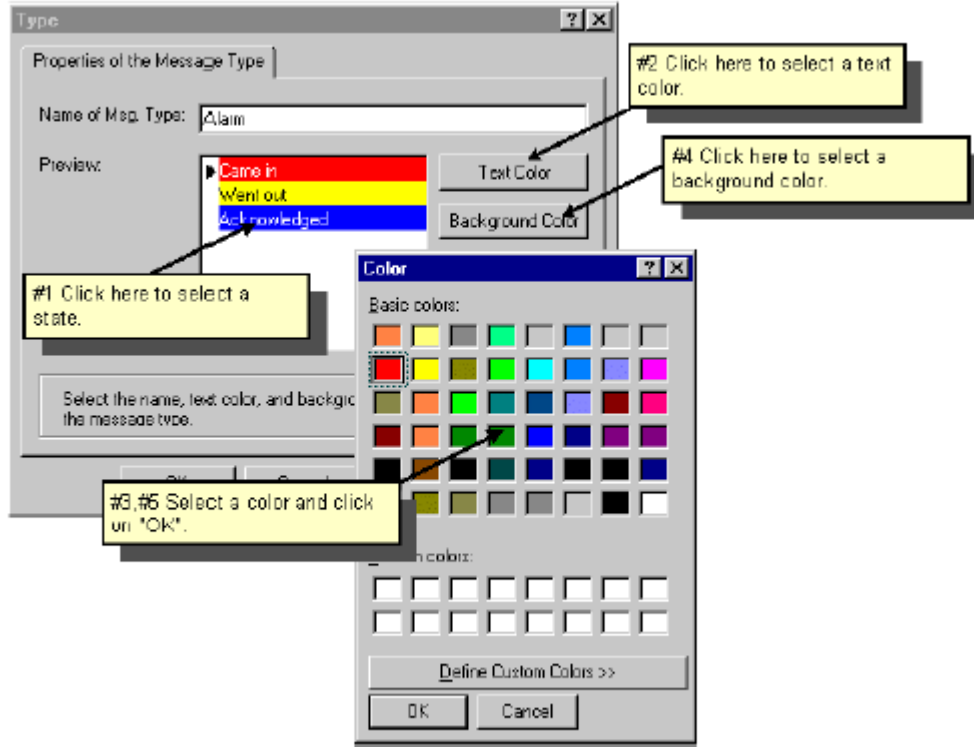 Type
Properties of the Message Type
#2 Click here to select a text
color.
Name of Msg. Type: Alarm
#4 Click here to select a
background color.
Preview:
Came in
Went out
Acknowledged
Text Color
Background Color
#1 Click here to select a
state.
Color
Basic colors:
Select the name, text color, and backgro
the message type.
#3,#5 Select a color and click
on "OK".
colors:
Define Custom Colors >>
OK
Cancel